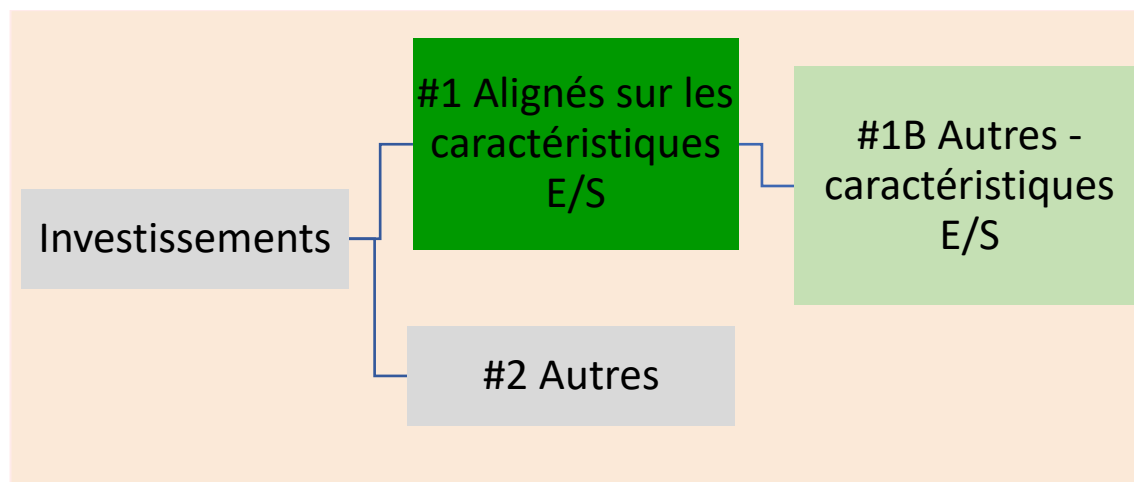 #1 Alignés sur les
caractéristiques
E/S
#1B Autres -
caractéristiques
E/S
Investissements
#2 Autres